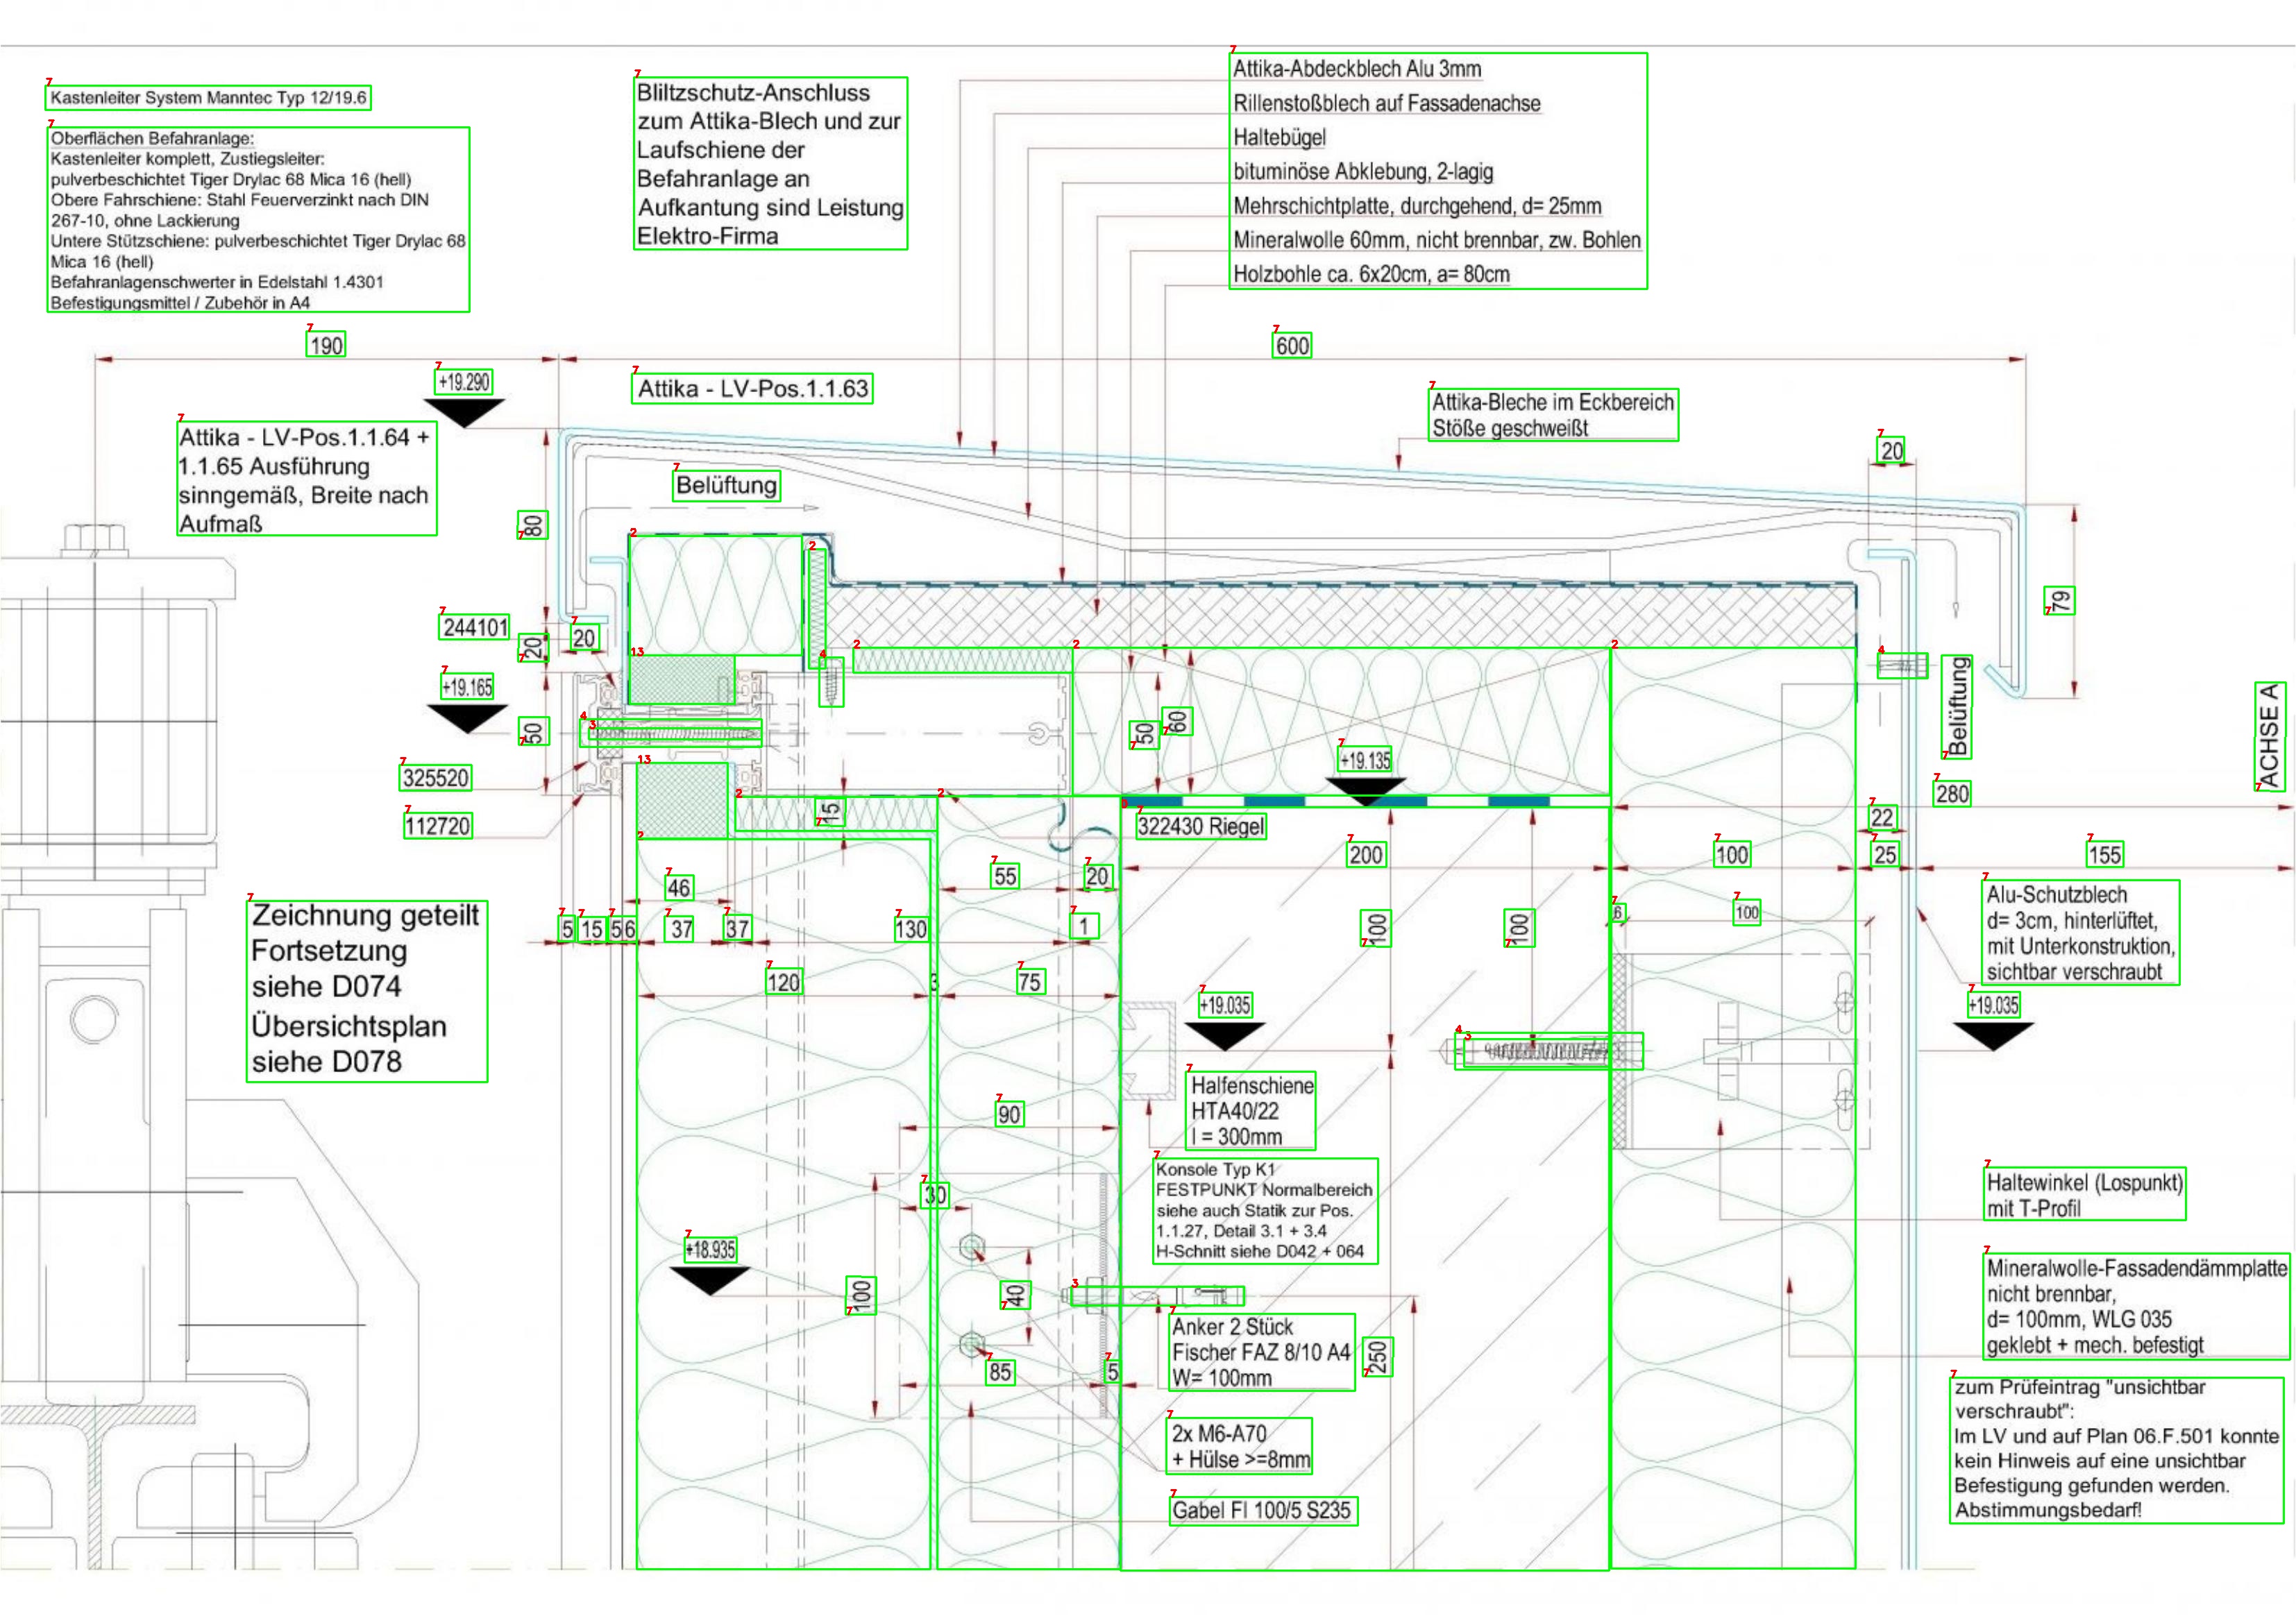 Kastenleiter System Manntec Typ 12/19.6
Oberflächen Befahranlage:
Kastenleiter komplett, Zustiegsleiter:
pulverbeschichtet Tiger Drylac 68 Mica 16 (hell)
Obere Fahrschiene: Stahl Feuerverzinkt nach DIN
267-10, ohne Lackierung
Untere Stützschiene: pulverbeschichtet Tiger Drylac 68
Mica 16 (hell)
Befahranlagenschwerter in Edelstahl 1.4301
Befestigungsmittel / Zubehör in A4
Bliltzschutz-Anschluss
zum Attika-Blech und zur
Laufschiene der
Befahranlage an
Aufkantung sind Leistung
Elektro-Firma
Attika-Abdeckblech Alu 3mm
Rillenstoßblech auf Fassadenachse
Haltebügel
bituminöse Abklebung, 2-lagig
Mehrschichtplatte, durchgehend, d= 25mm
Mineralwolle 60mm, nicht brennbar, zw. Bohlen
Holzbohle ca. 6x20cm, a= 80cm
190
600
+19.290
Attika - LV-Pos.1.1.63
Attika-Bleche im Eckbereich
Stöße geschweißt
Attika - LV-Pos.1.1.64 +
1.1.65 Ausführung
sinngemäß, Breite nach
Aufmaß
Belüftung
20
80
79
244101
20
20
+19.165
50
50
60
+19.135
Belüftung
ACHSE A
325520
280
112720
15
322430 Riegel
22
200
100
25
155
46
55
20
Alu-Schutzblech
d= 3cm, hinterlüftet,
mit Unterkonstruktion,
sichtbar verschraubt
Zeichnung geteilt
Fortsetzung
siehe D074
Übersichtsplan
siehe D078
5
15
5
6
37
37
130
1
100
100
6
100
120
3
75
+19.035
+19.035
Halfenschiene
HTA40/22
l = 300mm
90
Konsole Typ K1
FESTPUNKT Normalbereich
siehe auch Statik zur Pos.
1.1.27, Detail 3.1 + 3.4
H-Schnitt siehe D042 + 064
30
Haltewinkel (Lospunkt)
mit T-Profil
+18.935
Mineralwolle-Fassadendämmplatte
nicht brennbar,
d= 100mm, WLG 035
geklebt + mech. befestigt
100
40
Anker 2 Stück
Fischer FAZ 8/10 A4
W= 100mm
250
85
5
zum Prüfeintrag "unsichtbar
verschraubt":
Im LV und auf Plan 06.F.501 konnte
kein Hinweis auf eine unsichtbar
Befestigung gefunden werden.
Abstimmungsbedarf!
2x M6-A70
+ Hülse >=8mm
Gabel Fl 100/5 S235